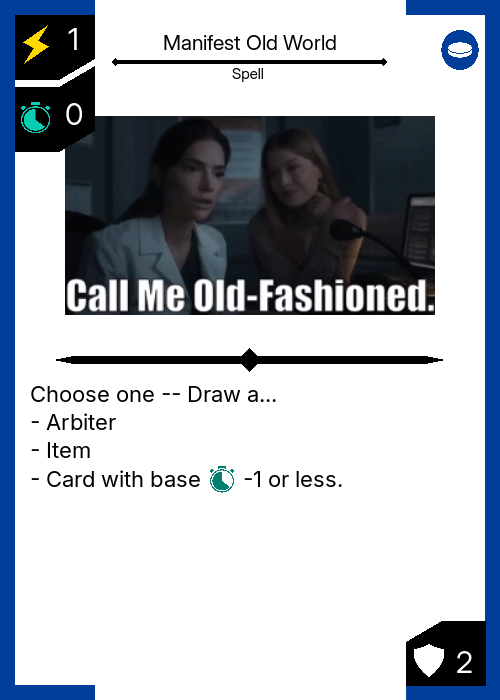 1
Manifest Old World
Spell
0
Call Me Old-Fashioned.
Choose one -- Draw a...
- Arbiter
- Item
- Card with base -1 or less.
2